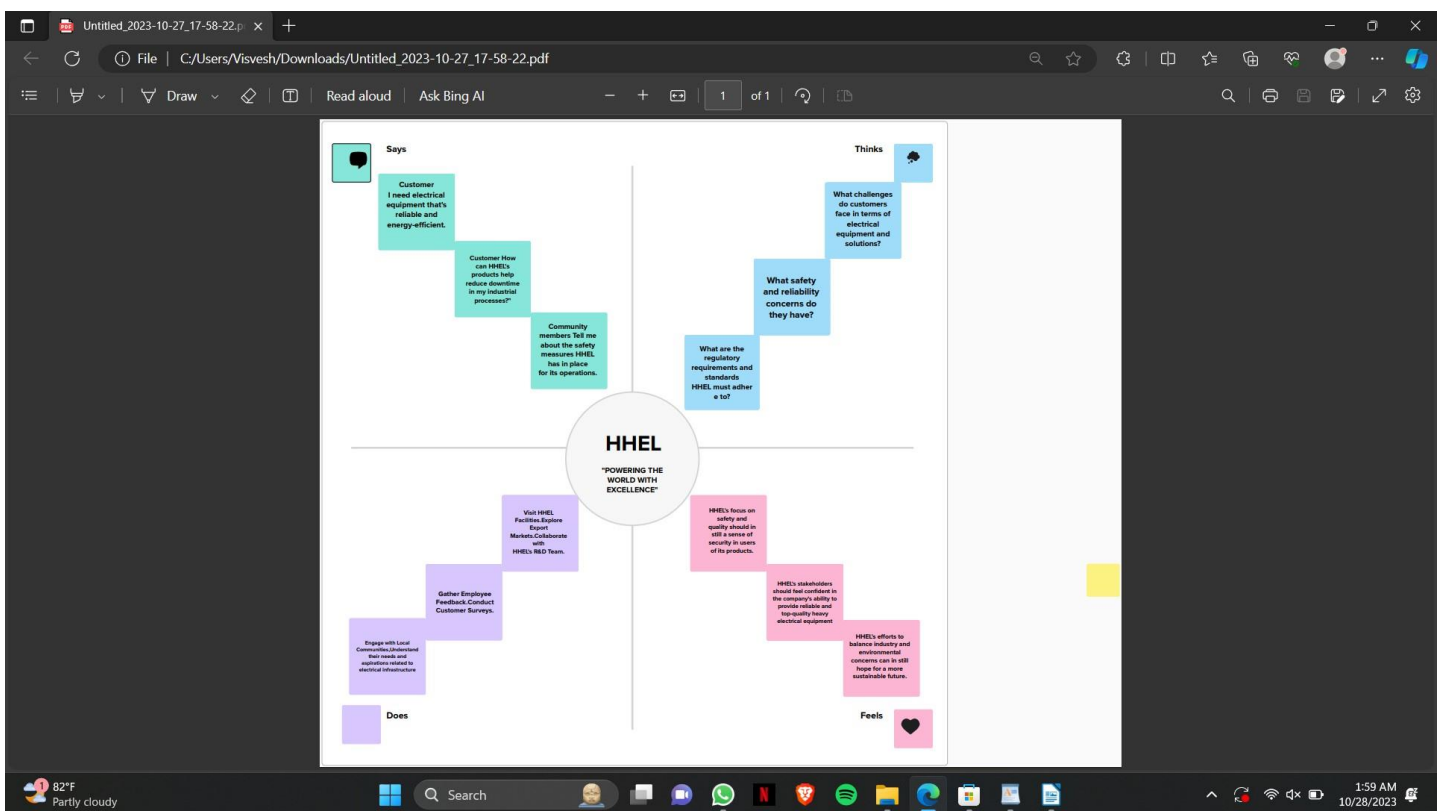 Untitled_2023-10-27_17-58-22.p
File | C:/Users/Visvesh/Downloads/Untitled_2023-10-27_17-58-22.pdf
Draw
Read aloud
Ask Bing AI
1
of 1
Says
Customer
I need electrical
equipment that's
reliable and
energy-efficient.
Customer How
can HHEL's
products help
reduce downtime
in my industrial
processes?"
Community
members Tell me
about the safety
measures HHEL
has in place
for its operations.
Thinks
What challenges
do customers
face in terms of
electrical
equipment and
solutions?
What safety
and reliability
concerns do
they have?
What are the
regulatory
requirements and
standards
HHEL must adher
e to?
HHEL
"POWERING THE
WORLD WITH
EXCELLENCE"
Visit HHEL
Facilities.Explore
Export
Markets.Collaborate
with
HHEL's R&D Team.
Gather Employee
Feedback.Conduct
Customer Surveys.
Engage with Local
Communities,Understand
their needs and
aspirations related to
electrical infrastructure
Does
HHEL's focus on
safety and
quality should in
still a sense of
security in users
of its products.
HHEL's stakeholders
should feel confident in
the company's ability to
provide reliable and
top-quality heavy
electrical equipment
HHEL's efforts to
balance industry and
environmental
concerns can in still
hope for a more
sustainable future.
Feels
1
82°F
Partly cloudy
Search
1:59 AM
10/28/2023